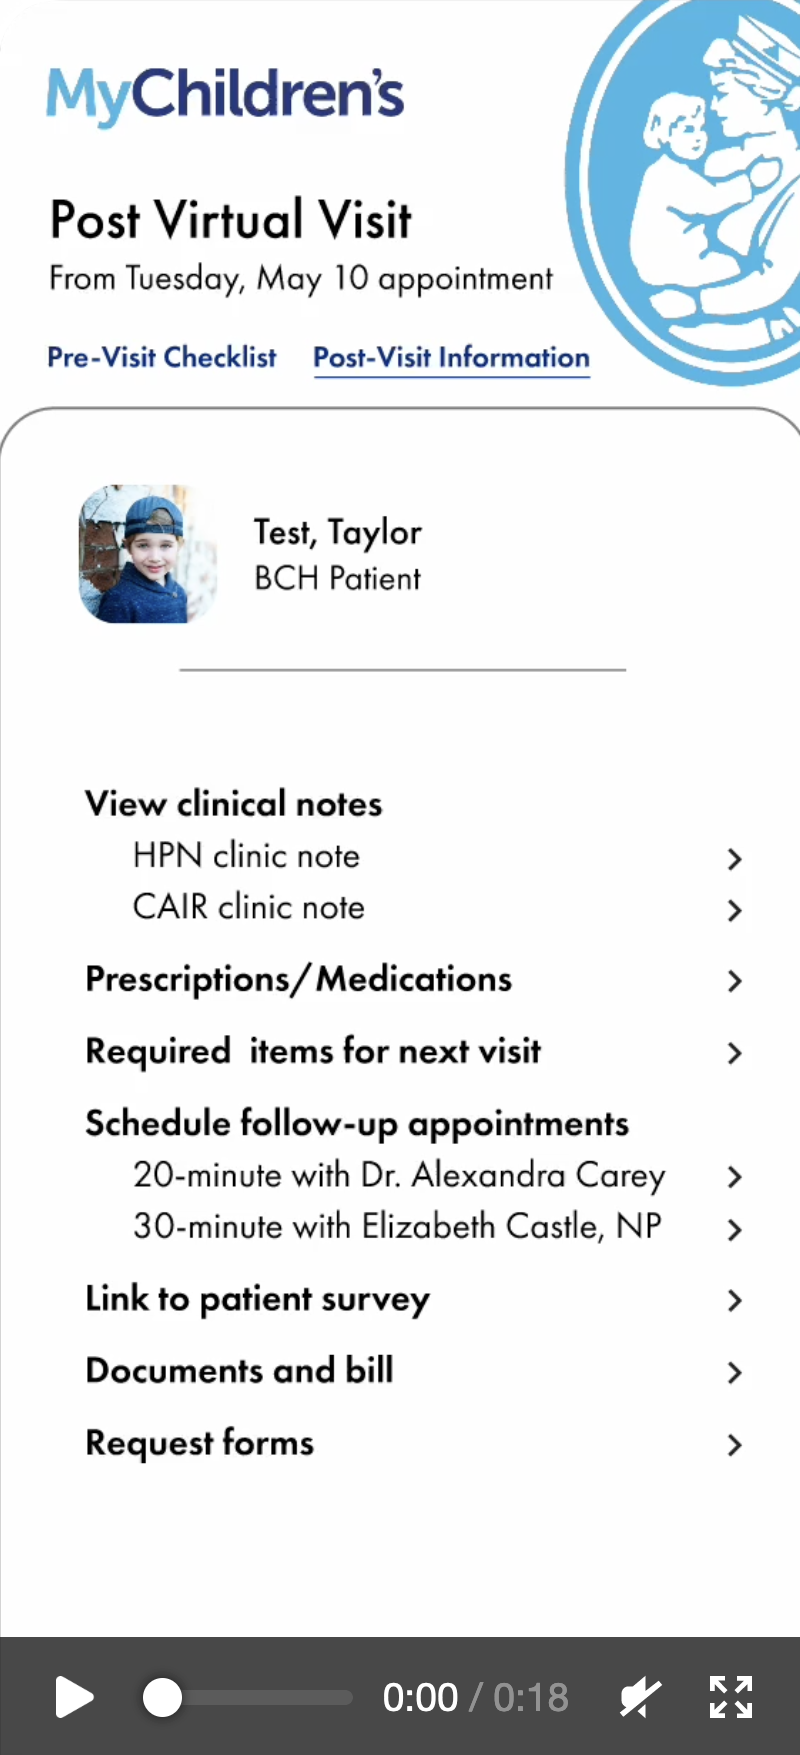 MyChildren's
Post Virtual Visit
From Tuesday, May 10 appointment
Pre-Visit Checklist Post-Visit Information
Test, Taylor
BCH Patient
View clinical notes
HPN clinic note
CAIR clinic note
Prescriptions/Medications
Required items for next visit
Schedule follow-up appointments
20-minute with Dr. Alexandra Carey
30-minute with Elizabeth Castle, NP
Link to patient survey
Documents and bill
Request forms
0:00 / 0:18